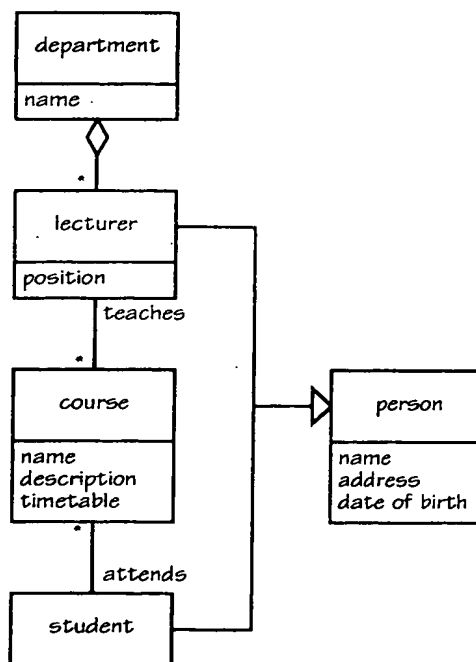 department
name
*
lecturer
position
teaches
*
course
name
description
timetable
*
attends
student
person
name
address
date of birth